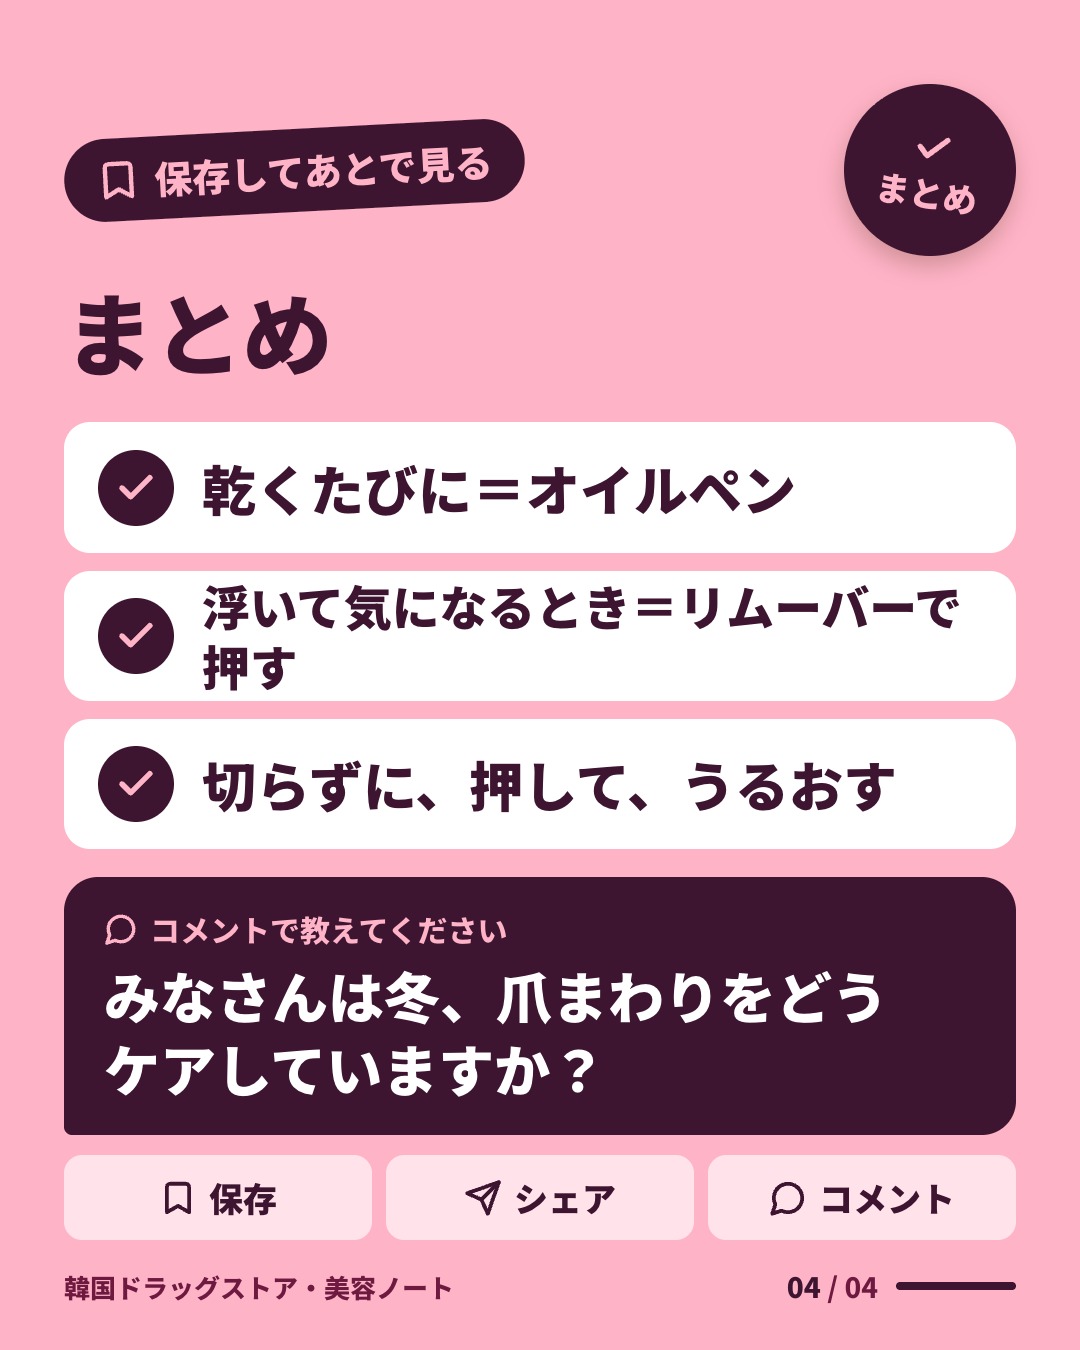 保存してあとで見る
まとめ
まとめ
乾くたびに＝オイルペン
浮いて気になるとき＝リムーバーで
押す
切らずに、押して、うるおす
コメントで教えてください
みなさんは冬、爪まわりをどう
ケアしていますか？
保存
シェア
コメント
韓国ドラッグストア・美容ノート
04 / 04